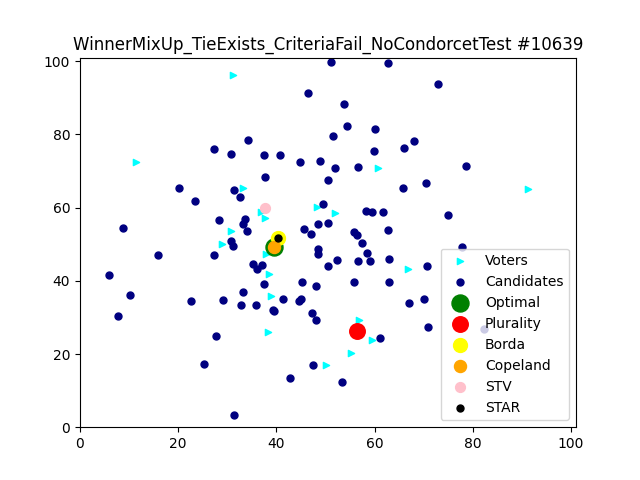 WinnerMixUp_TieExists_CriteriaFail_NoCondorcetTest #10639
100
80
60
40
20
0
0 20 40 60 80 100
Voters
Candidates
Optimal
Plurality
Borda
Copeland
STV
STAR